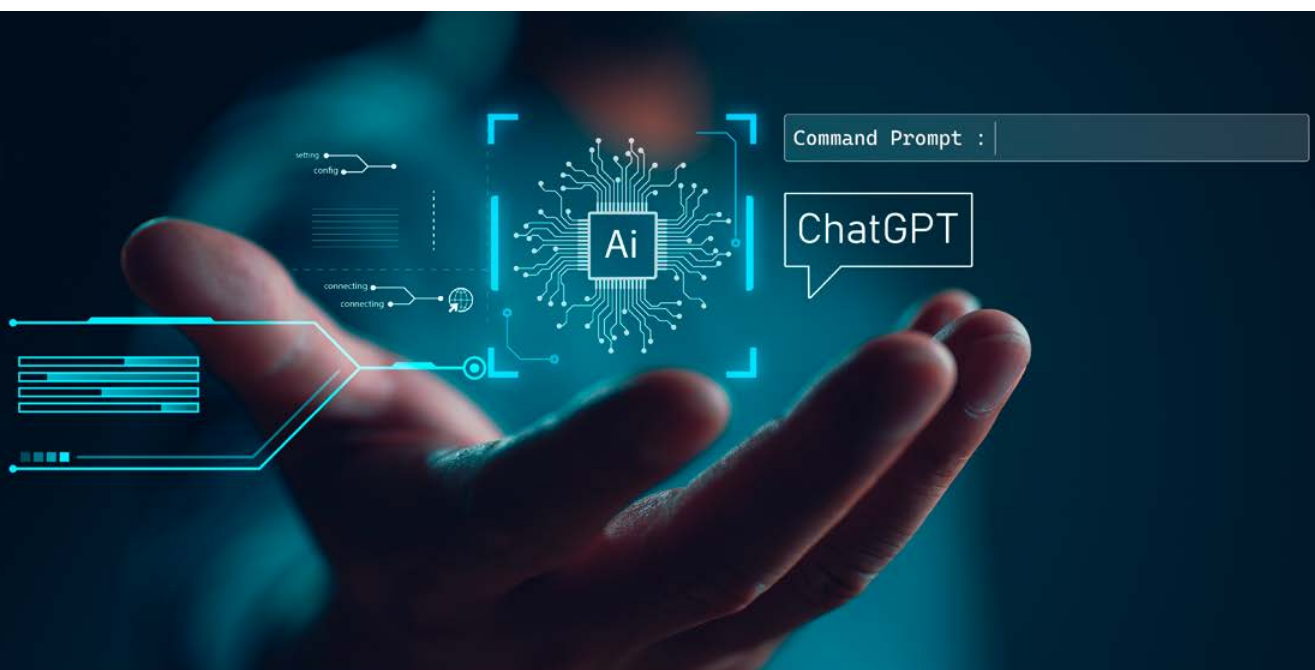 Command Prompt :
setting
config
Ai
ChatGPT
connecting
connecting